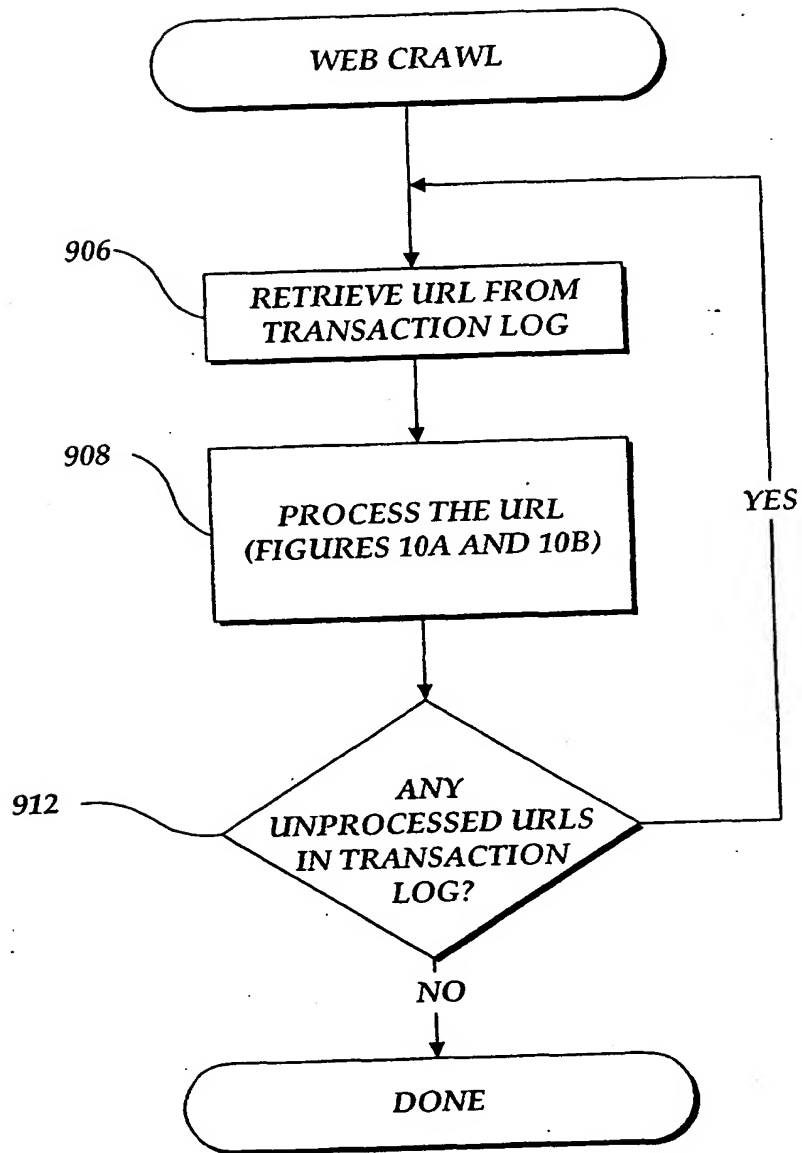 WEB CRAWL
906
RETRIEVE URL FROM
TRANSACTION LOG
908
PROCESS THE URL
(FIGURES 10A AND 10B)
YES
912
ANY
UNPROCESSED URLS
IN TRANSACTION
LOG?
NO
DONE